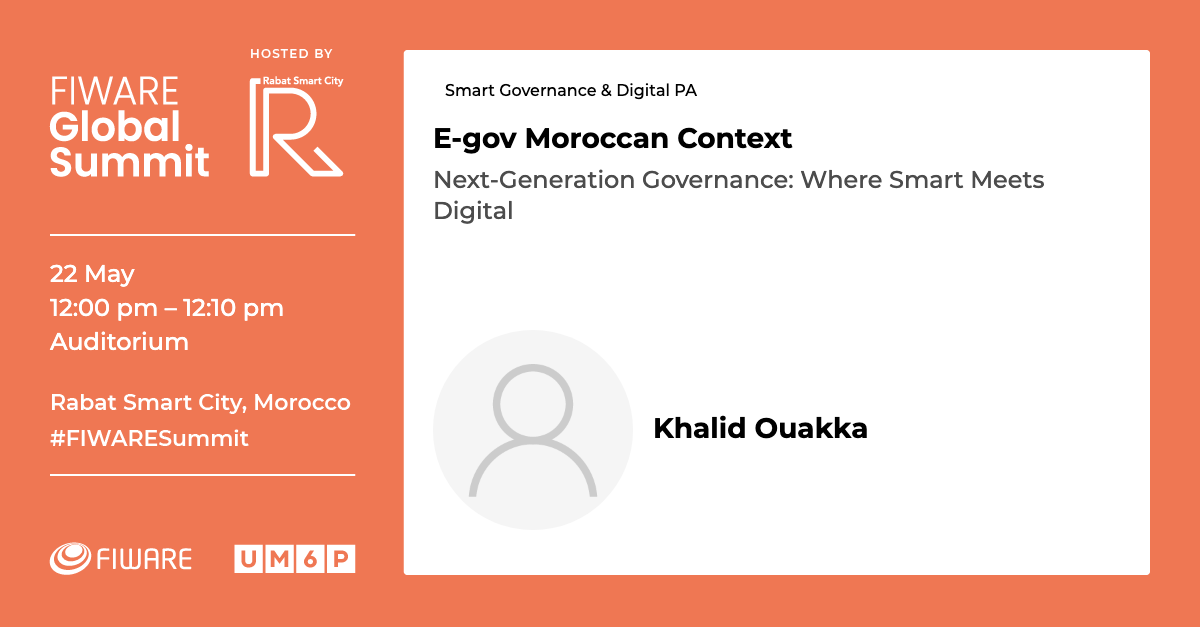 FIWARE
Global
Summit
HOSTED BY
Rabat Smart City
R
22 May
12:00 pm – 12:10 pm
Auditorium
Rabat Smart City, Morocco
#FIWARESummit
FIWARE
UM6P
Smart Governance & Digital PA
E-gov Moroccan Context
Next-Generation Governance: Where Smart Meets
Digital
Khalid Ouakka